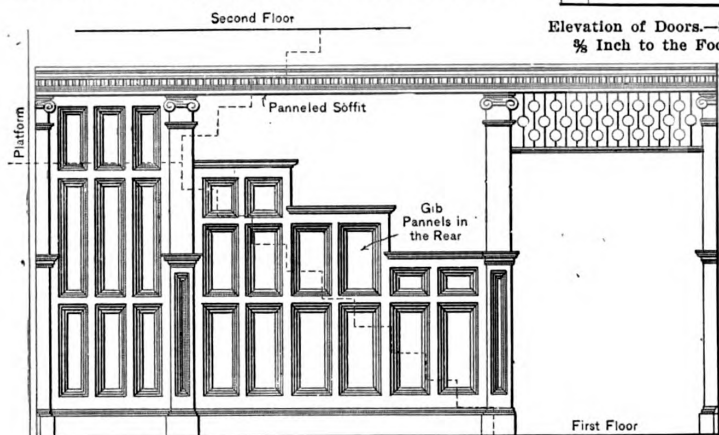 Second Floor
Elevation of Doors.—
⅜ Inch to the Foo
Platform
Panneled Soffit
Gib
Pannels in
the Rear
First Floor